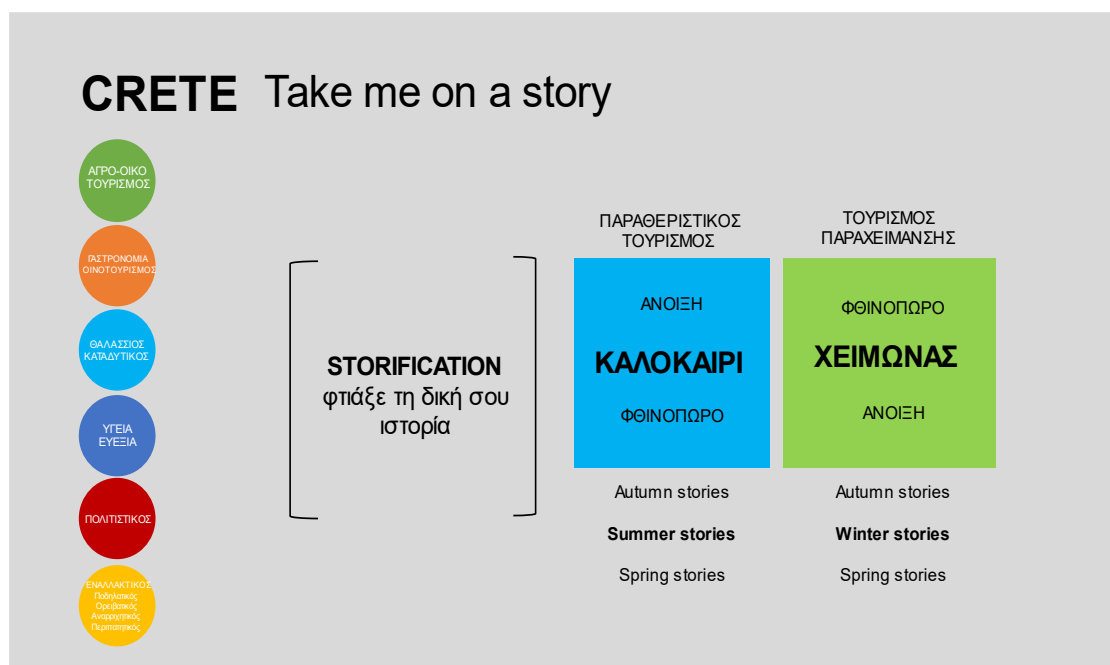 CRETE Take me on a story
ΑΓΡΟ-ΟΙΚΟ
ΤΟΥΡΙΣΜΟΣ
ΓΑΣΤΡΟΝΟΜΙΑ
ΟΙΝΟΤΟΥΡΙΣΜΟΣ
ΘΑΛΑΣΣΙΟΣ
ΚΑΤΑΔΥΤΙΚΟΣ
ΥΓΕΙΑ
ΕΥΕΞΙΑ
ΠΟΛΙΤΙΣΤΙΚΟΣ
ΕΝΑΛΛΑΚΤΙΚΟΣ
Ποδηλατικός
Ορειβατικός
Αναρριχητικός
Περιπατητικός
STORIFICATION
φτιάξε τη δική σου
ιστορία
ΠΑΡΑΘΕΡΙΣΤΙΚΟΣ
ΤΟΥΡΙΣΜΟΣ
ΑΝΟΙΞΗ
ΚΑΛΟΚΑΙΡΙ
ΦΘΙΝΟΠΩΡΟ
Autumn stories
Summer stories
Spring stories
ΤΟΥΡΙΣΜΟΣ
ΠΑΡΑΧΕΙΜΑΝΣΗΣ
ΦΘΙΝΟΠΩΡΟ
ΧΕΙΜΩΝΑΣ
ΑΝΟΙΞΗ
Autumn stories
Winter stories
Spring stories